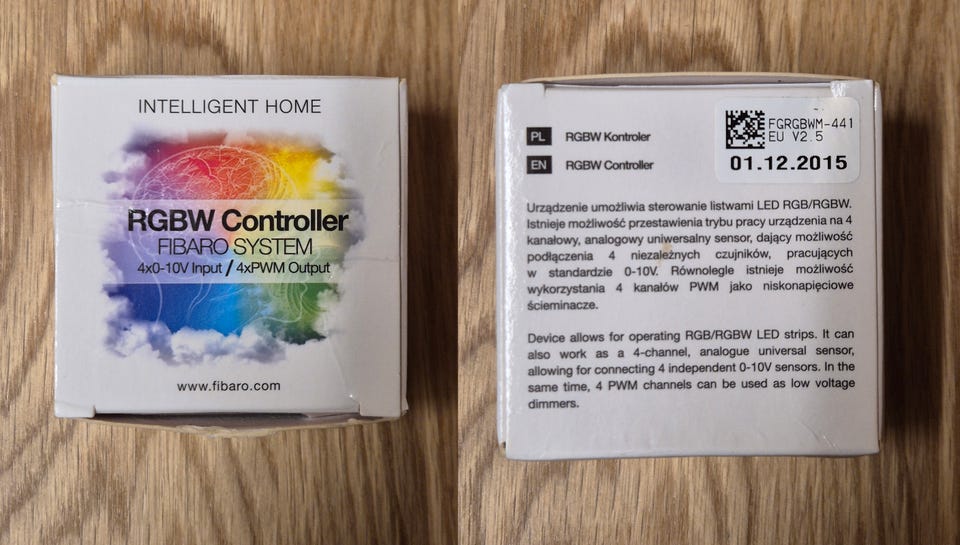 INTELLIGENT HOME
RGBW Controller
FIBARO SYSTEM
4x0-10V Input / 4xPWM Output
www.fibaro.com
PL RGBW Kontroler
EN RGBW Controller
FGRGBWM-441
EU V2.5
01.12.2015
Urządzenie umożliwia sterowanie listwami LED RGB/RGBW.
Istnieje możliwość przestawienia trybu pracy urządzenia na 4
kanałowy, analogowy uniwersalny sensor, dający możliwość
podłączenia 4 niezależnych czujników, pracujących
w standardzie 0-10V. Równolegle istnieje możliwość
wykorzystania 4 kanałów PWM jako niskonapięciowe
ściemniacze.
Device allows for operating RGB/RGBW LED strips. It can
also work as a 4-channel, analogue universal sensor,
allowing for connecting 4 independent 0-10V sensors. In the
same time, 4 PWM channels can be used as low voltage
dimmers.